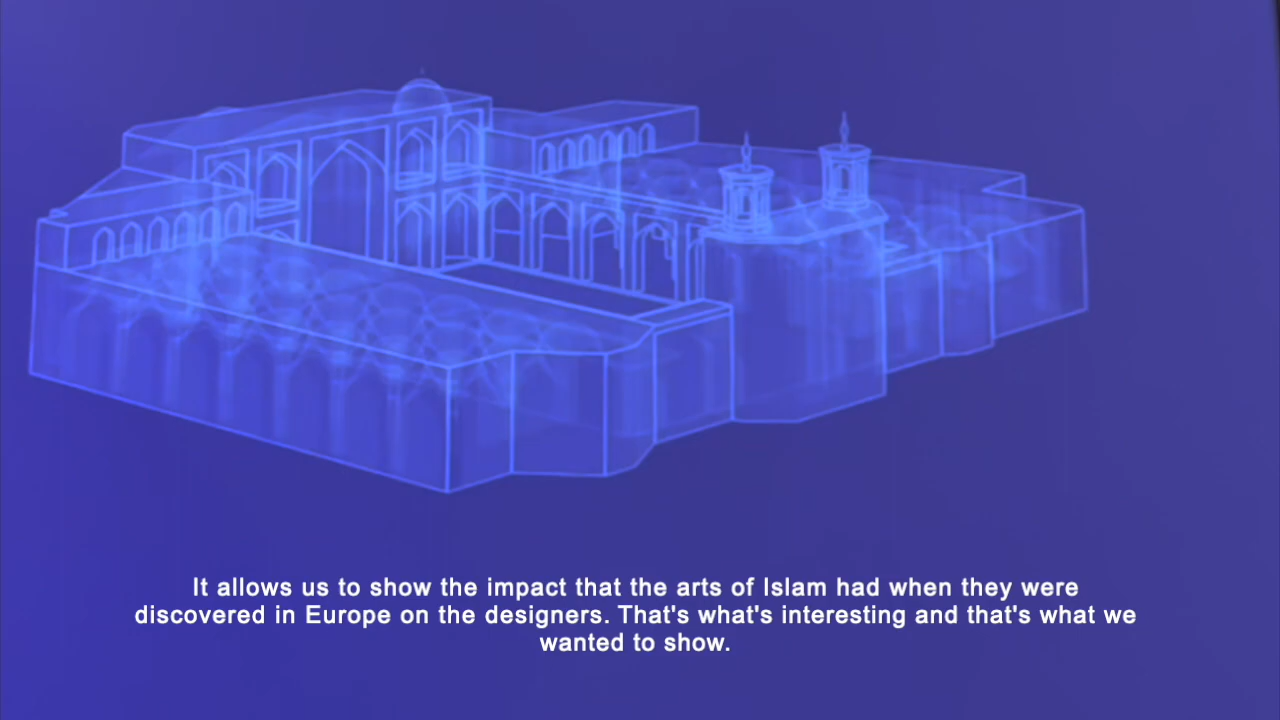 It allows us to show the impact that the arts of Islam had when they were
discovered in Europe on the designers. That's what's interesting and that's what we
wanted to show.